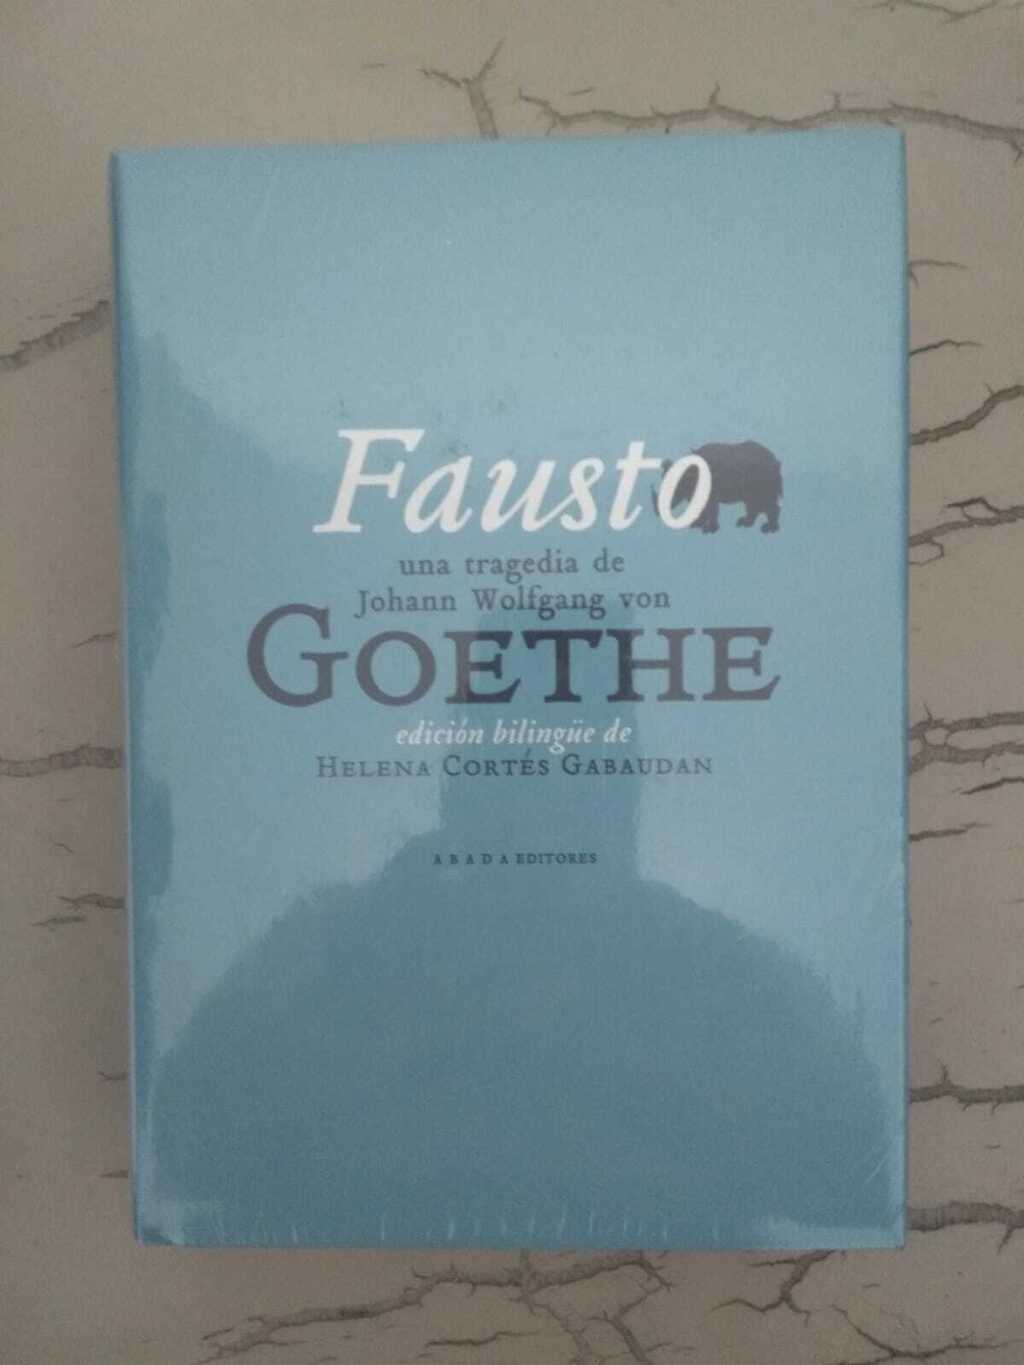 Fausto
una tragedia de
Johann Wolfgang von
GOETHE
edición bilingüe de
HELENA CORTÉS GABAUDAN
ABADA EDITORES